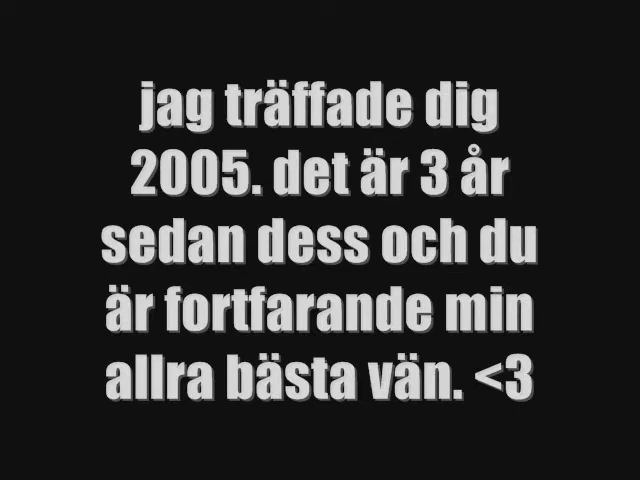 jag träffade dig
2005. det är 3 år
sedan dess och du
är fortfarande min
allra bästa vän. <3